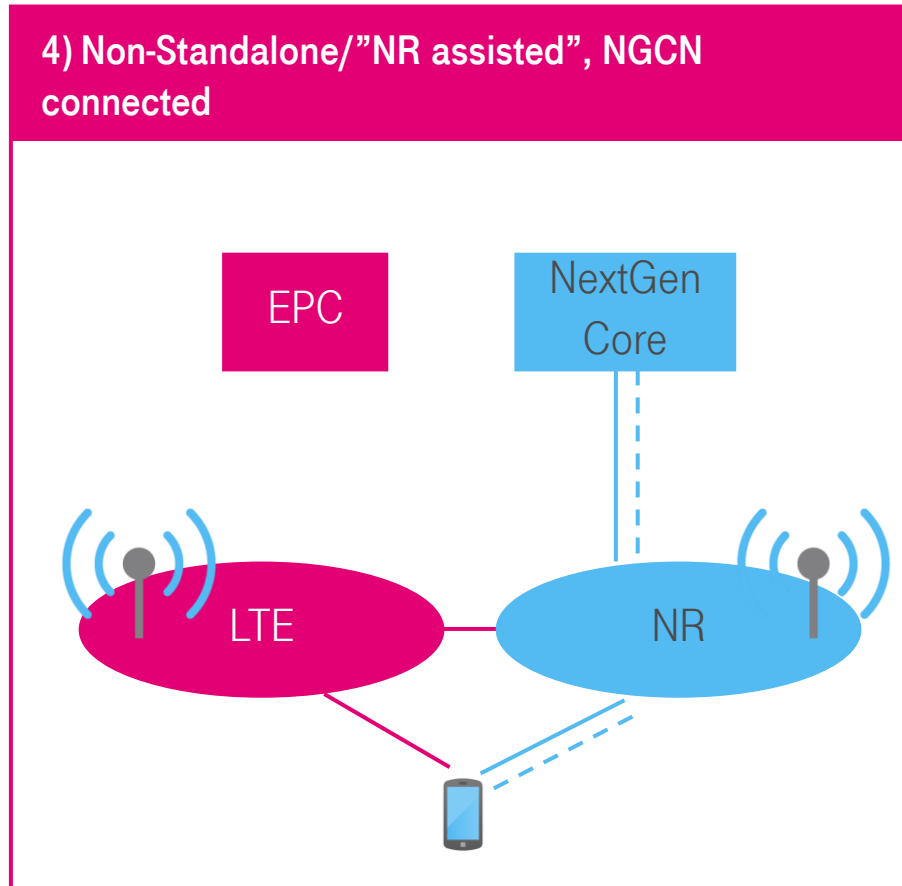 4) Non-Standalone/”NR assisted”, NGCN
connected
EPC
NextGen
Core
LTE
NR